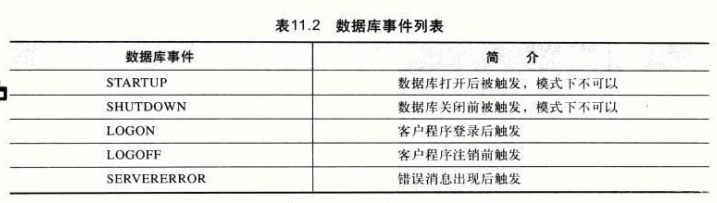 表11.2 数据库事件列表
数据库事件 简 介
STARTUP 数据库打开后被触发，模式下不可以
SHUTDOWN 数据库关闭前被触发，模式下不可以
LOGON 客户程序登录后触发
LOGOFF 客户程序注销前触发
SERVERERROR 错误消息出现后触发